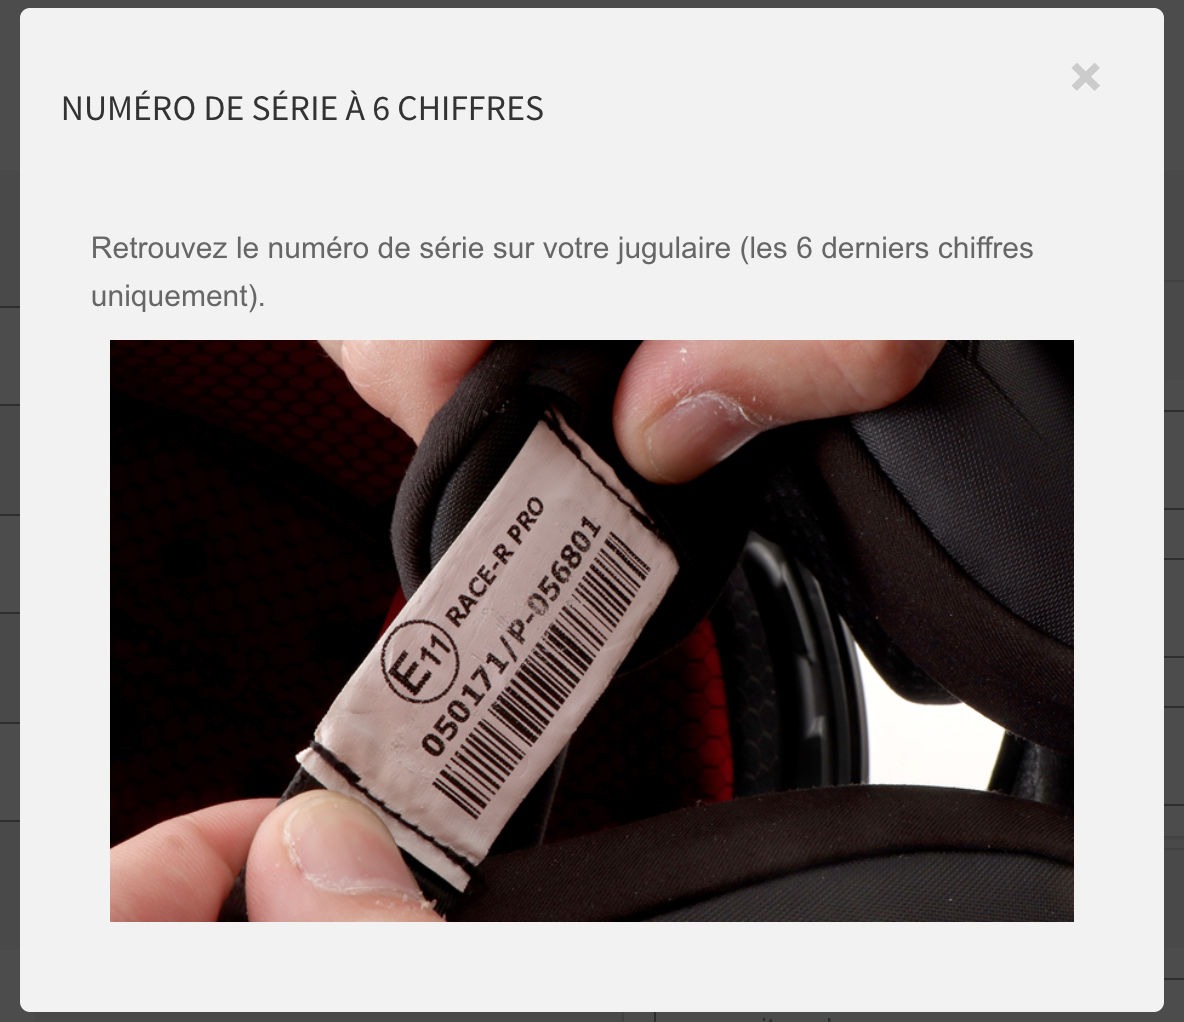 NUMÉRO DE SÉRIE À 6 CHIFFRES
Retrouvez le numéro de série sur votre jugulaire (les 6 derniers chiffres
uniquement).
E11 RACE-R PRO
050171/P-056801